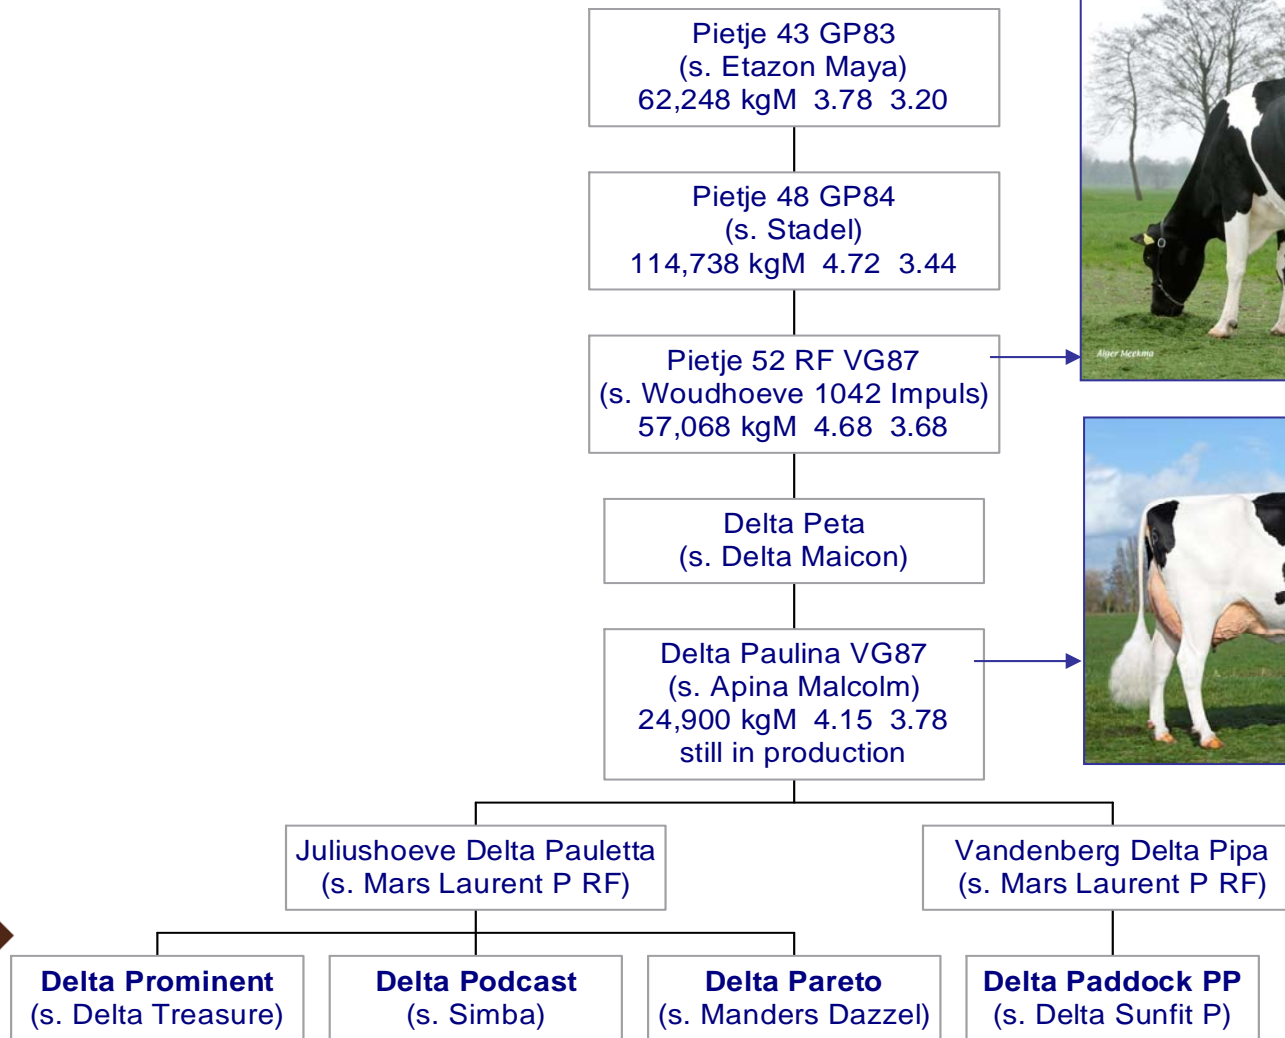 Pietje 43 GP83
(s. Etazon Maya)
62,248 kgM 3.78 3.20
Pietje 48 GP84
(s. Stadel)
114,738 kgM 4.72 3.44
Pietje 52 RF VG87
(s. Woudhoeve 1042 Impuls)
57,068 kgM 4.68 3.68
Alger Meekma
Delta Peta
(s. Delta Maicon)
Delta Paulina VG87
(s. Apina Malcolm)
24,900 kgM 4.15 3.78
still in production
Juliushoeve Delta Pauletta
(s. Mars Laurent P RF)
Vandenberg Delta Pipa
(s. Mars Laurent P RF)
Delta Prominent
(s. Delta Treasure)
Delta Podcast
(s. Simba)
Delta Pareto
(s. Manders Dazzel)
Delta Paddock PP
(s. Delta Sunfit P)